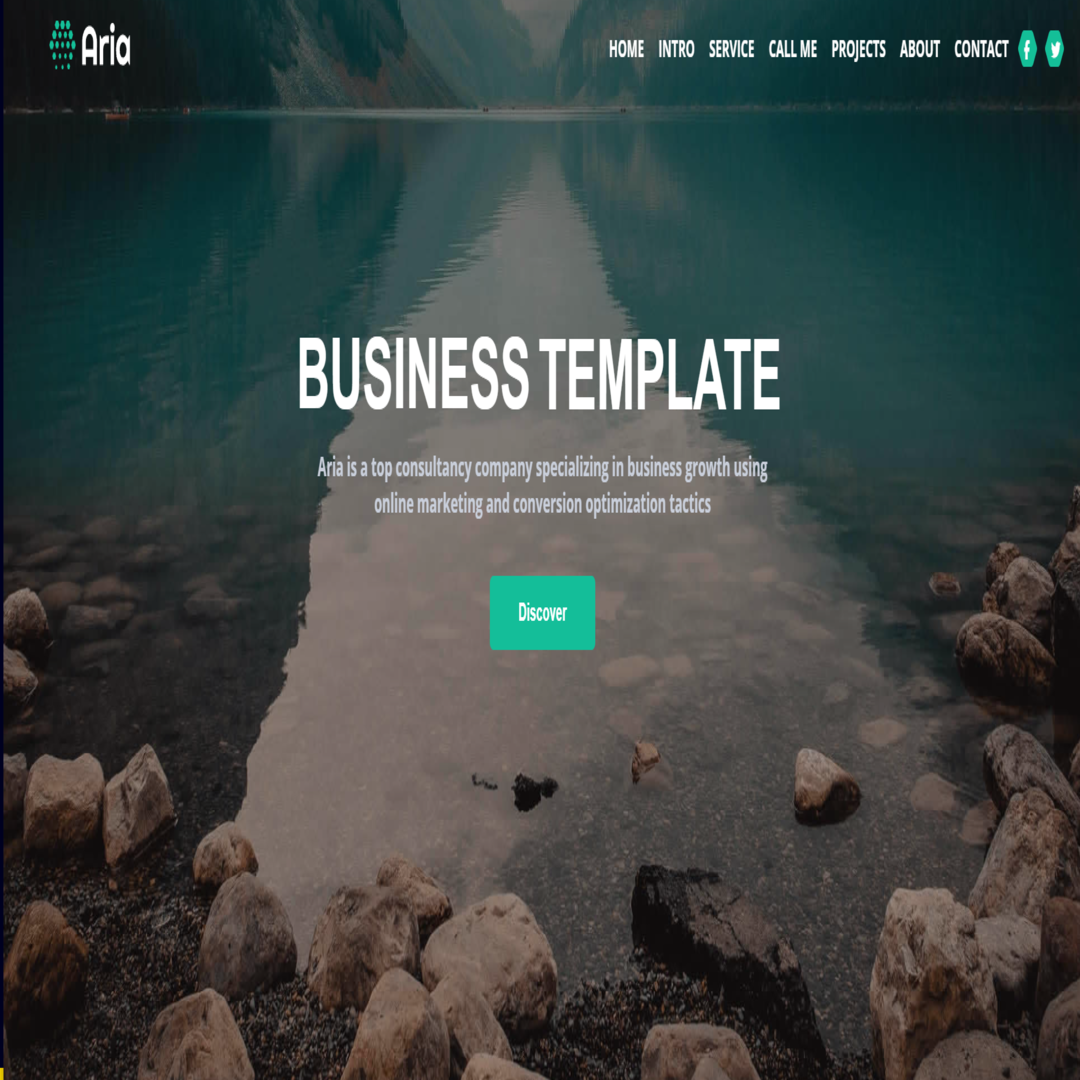 Aria
HOME INTRO SERVICE CALL ME PROJECTS ABOUT CONTACT
BUSINESS TEMPLATE
Aria is a top consultancy company specializing in business growth using
online marketing and conversion optimization tactics
Discover